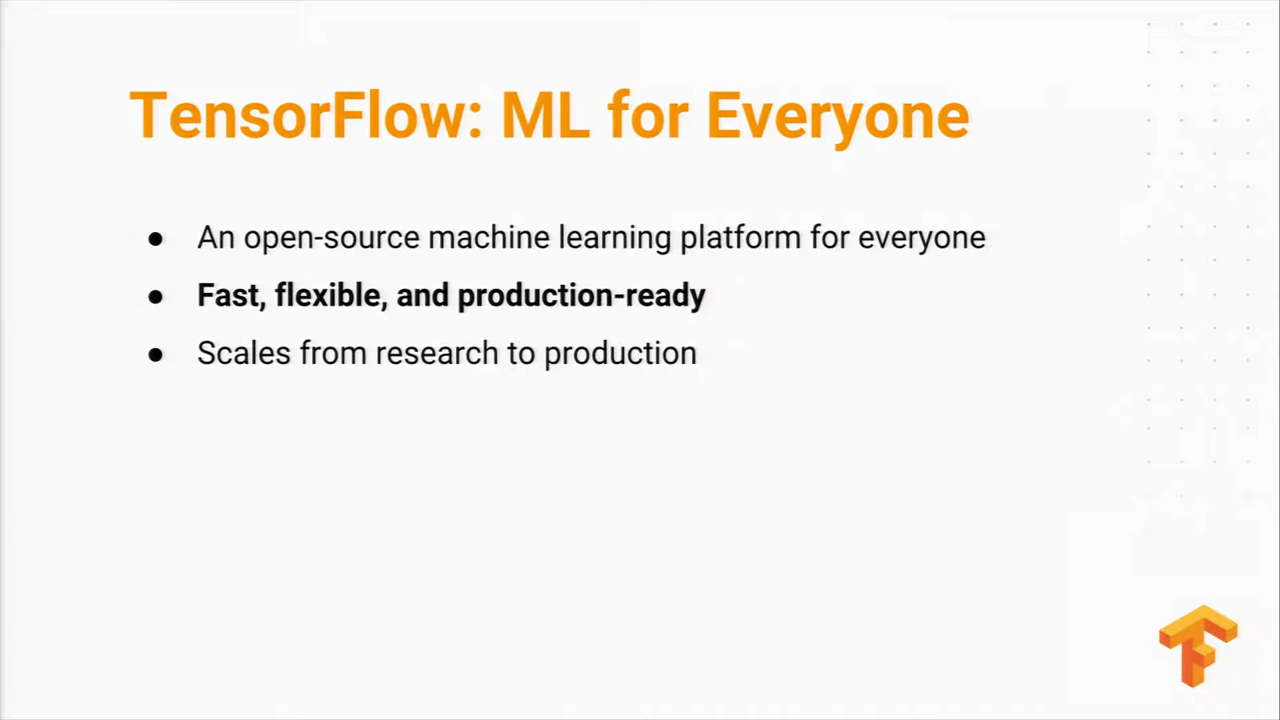 TensorFlow: ML for Everyone
● An open-source machine learning platform for everyone
● Fast, flexible, and production-ready
● Scales from research to production